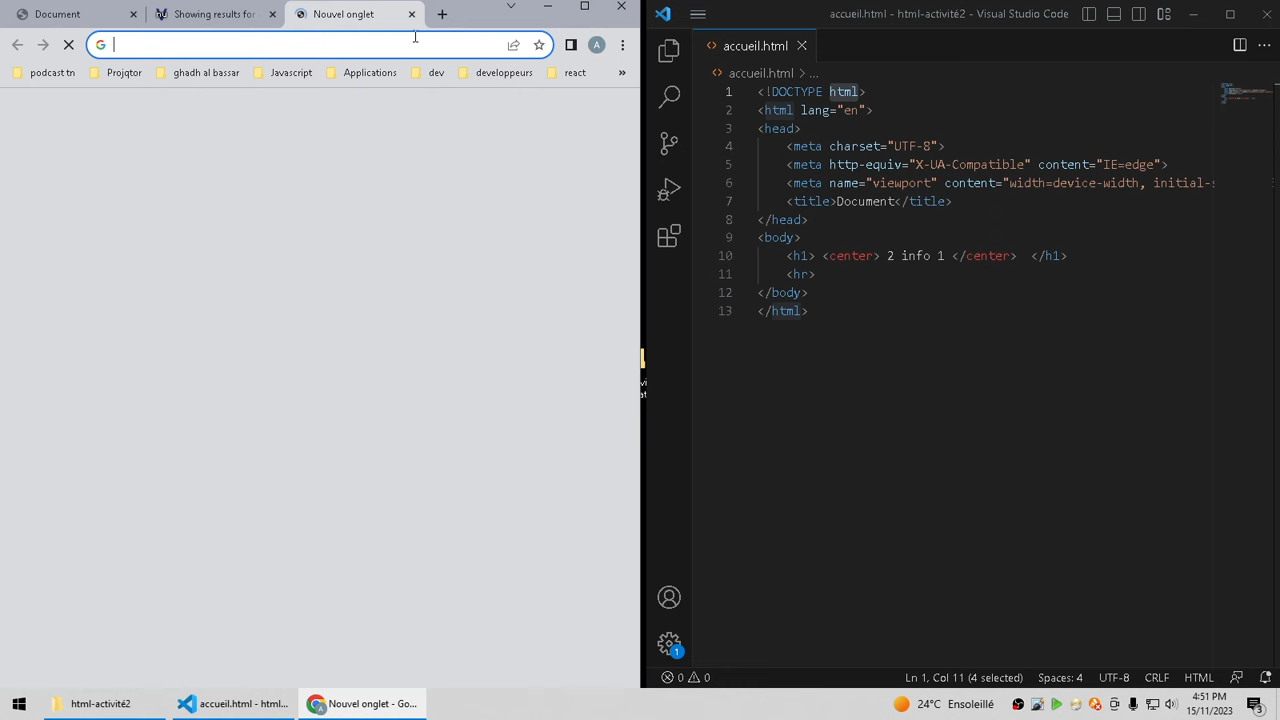 Document
Showing results for
Nouvel onglet
A
podcast tn
Projgtor
ghadh al bassar
Javascript
Applications
dev
developpeurs
react
»
accueil.html - html-activité2 - Visual Studio Code
accueil.html
accueil.html > ...
1 <!DOCTYPE html>
2 <html lang="en">
3 <head>
4 <meta charset="UTF-8">
5 <meta http-equiv="X-UA-Compatible" content="IE=edge">
6 <meta name="viewport" content="width=device-width, initial-s
7 <title>Document</title>
8 </head>
9 <body>
10 <h1> <center> 2 info 1 </center> </h1>
11 <hr>
12 </body>
13 </html>
1
0 0
Ln 1, Col 11 (4 selected)
Spaces: 4
UTF-8
CRLF
HTML
html-activité2
accueil.html - html...
Nouvel onglet - Go...
24°C Ensoleillé
4:51 PM
15/11/2023
3